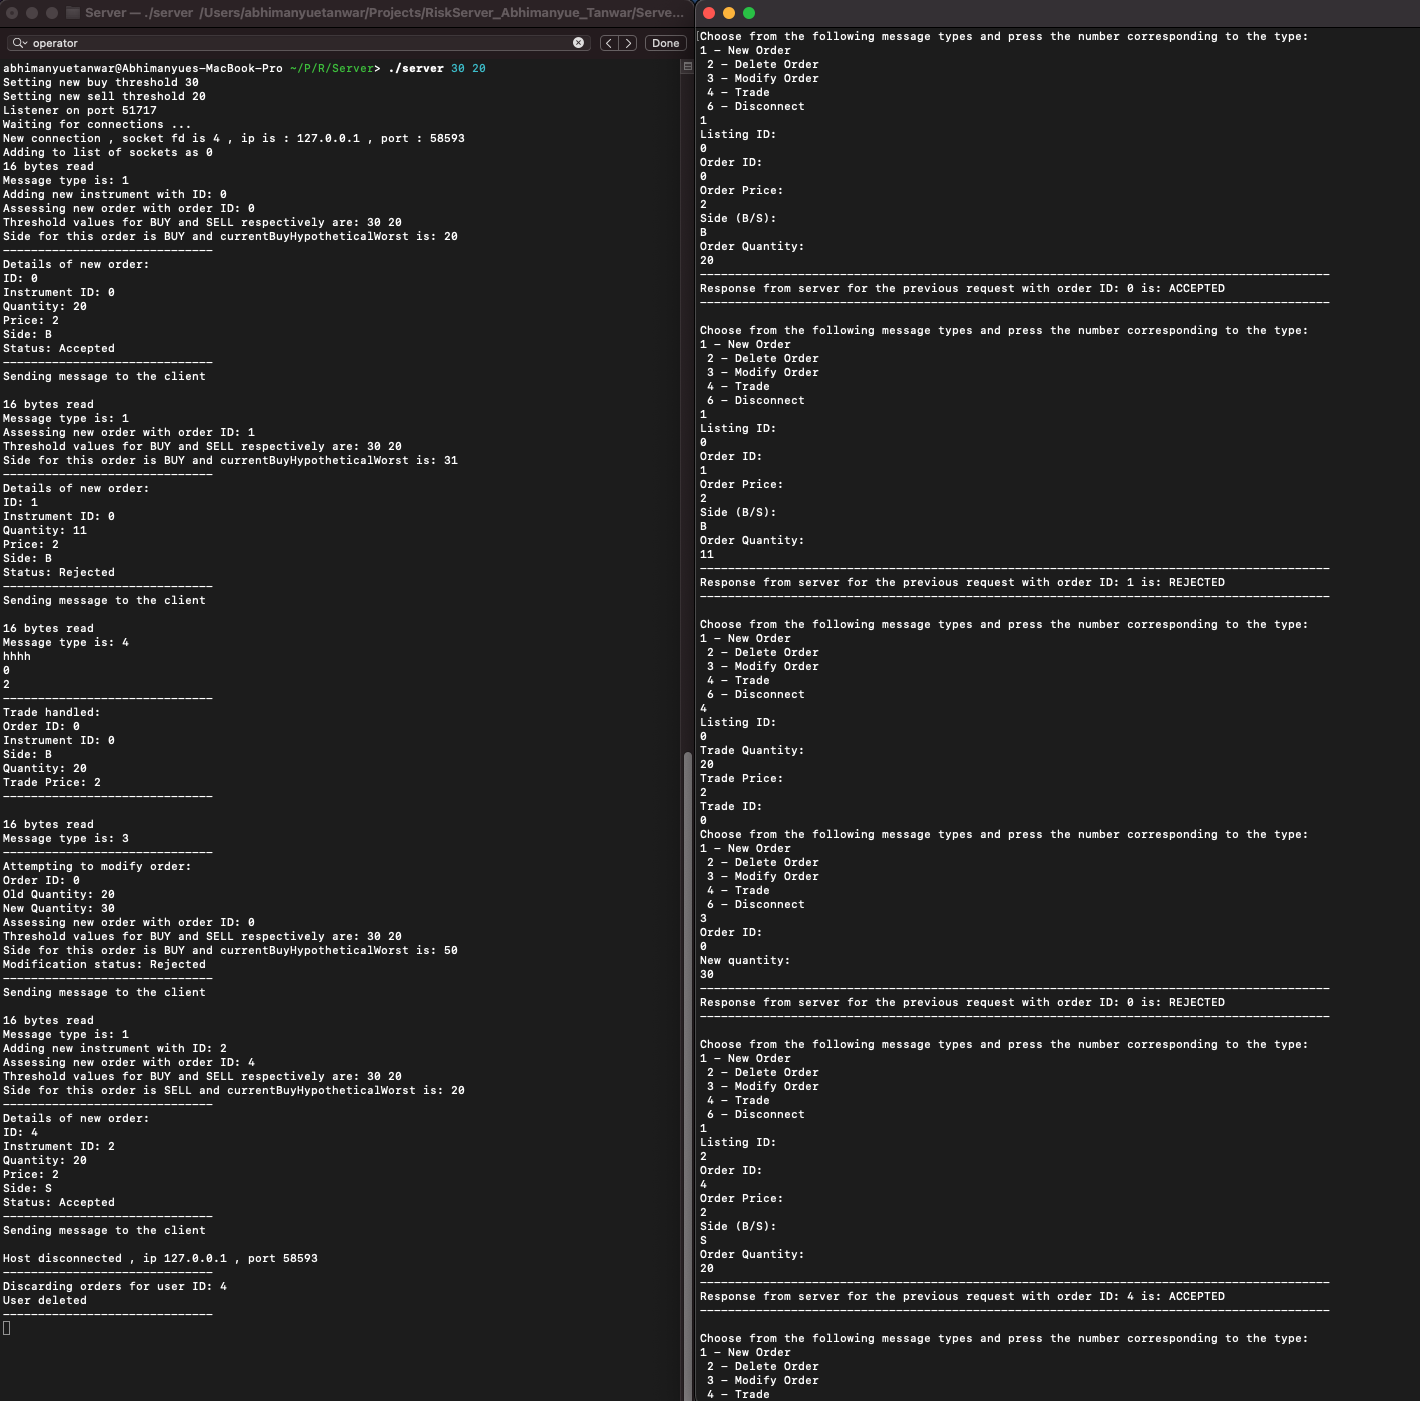 Server — ./server /Users/abhimanyuetanwar/Projects/RiskServer_Abhimanyue_Tanwar/Serve...
operator
Done
abhimanyuetanwar@Abhimanyues-MacBook-Pro ~/P/R/Server> ./server 30 20
Setting new buy threshold 30
Setting new sell threshold 20
Listener on port 51717
Waiting for connections ...
New connection , socket fd is 4 , ip is : 127.0.0.1 , port : 58593
Adding to list of sockets as 0
16 bytes read
Message type is: 1
Adding new instrument with ID: 0
Assessing new order with order ID: 0
Threshold values for BUY and SELL respectively are: 30 20
Side for this order is BUY and currentBuyHypotheticalWorst is: 20
------------------------------
Details of new order:
ID: 0
Instrument ID: 0
Quantity: 20
Price: 2
Side: B
Status: Accepted
------------------------------
Sending message to the client

16 bytes read
Message type is: 1
Assessing new order with order ID: 1
Threshold values for BUY and SELL respectively are: 30 20
Side for this order is BUY and currentBuyHypotheticalWorst is: 31
------------------------------
Details of new order:
ID: 1
Instrument ID: 0
Quantity: 11
Price: 2
Side: B
Status: Rejected
------------------------------
Sending message to the client

16 bytes read
Message type is: 4
hhhh
0
2
------------------------------
Trade handled:
Order ID: 0
Instrument ID: 0
Side: B
Quantity: 20
Trade Price: 2
------------------------------

16 bytes read
Message type is: 3
------------------------------
Attempting to modify order:
Order ID: 0
Old Quantity: 20
New Quantity: 30
Assessing new order with order ID: 0
Threshold values for BUY and SELL respectively are: 30 20
Side for this order is BUY and currentBuyHypotheticalWorst is: 50
Modification status: Rejected
------------------------------
Sending message to the client

16 bytes read
Message type is: 1
Adding new instrument with ID: 2
Assessing new order with order ID: 4
Threshold values for BUY and SELL respectively are: 30 20
Side for this order is SELL and currentBuyHypotheticalWorst is: 20
------------------------------
Details of new order:
ID: 4
Instrument ID: 2
Quantity: 20
Price: 2
Side: S
Status: Accepted
------------------------------
Sending message to the client

Host disconnected , ip 127.0.0.1 , port 58593
------------------------------
Discarding orders for user ID: 4
User deleted
------------------------------
Choose from the following message types and press the number corresponding to the type:
1 - New Order
2 - Delete Order
3 - Modify Order
4 - Trade
6 - Disconnect
1
Listing ID:
0
Order ID:
0
Order Price:
2
Side (B/S):
B
Order Quantity:
20
------------------------------------------------------------------------------------------
Response from server for the previous request with order ID: 0 is: ACCEPTED
------------------------------------------------------------------------------------------

Choose from the following message types and press the number corresponding to the type:
1 - New Order
2 - Delete Order
3 - Modify Order
4 - Trade
6 - Disconnect
1
Listing ID:
0
Order ID:
1
Order Price:
2
Side (B/S):
B
Order Quantity:
11
------------------------------------------------------------------------------------------
Response from server for the previous request with order ID: 1 is: REJECTED
------------------------------------------------------------------------------------------

Choose from the following message types and press the number corresponding to the type:
1 - New Order
2 - Delete Order
3 - Modify Order
4 - Trade
6 - Disconnect
4
Listing ID:
0
Trade Quantity:
20
Trade Price:
2
Trade ID:
0
Choose from the following message types and press the number corresponding to the type:
1 - New Order
2 - Delete Order
3 - Modify Order
4 - Trade
6 - Disconnect
3
Order ID:
0
New quantity:
30
------------------------------------------------------------------------------------------
Response from server for the previous request with order ID: 0 is: REJECTED
------------------------------------------------------------------------------------------

Choose from the following message types and press the number corresponding to the type:
1 - New Order
2 - Delete Order
3 - Modify Order
4 - Trade
6 - Disconnect
1
Listing ID:
2
Order ID:
4
Order Price:
2
Side (B/S):
S
Order Quantity:
20
------------------------------------------------------------------------------------------
Response from server for the previous request with order ID: 4 is: ACCEPTED
------------------------------------------------------------------------------------------

Choose from the following message types and press the number corresponding to the type:
1 - New Order
2 - Delete Order
3 - Modify Order
4 - Trade